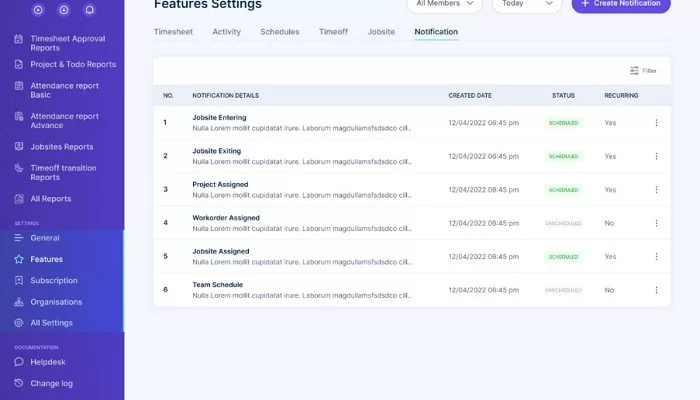 Features Settings
All Members
Today
+ Create Notification
Timesheet Activity Schedules Timeoff Jobsite Notification
Filter
NO. NOTIFICATION DETAILS CREATED DATE STATUS RECURRING
1 Jobsite Entering 12/04/2022 06:45 pm SCHEDULED Yes
Nulla Lorem mollit cupidatat irure. Laborum magdullamsfsdsdco cill..
2 Jobsite Exiting 12/04/2022 06:45 pm SCHEDULED Yes
Nulla Lorem mollit cupidatat irure. Laborum magdullamsfsdsdco cill..
3 Project Assigned 12/04/2022 06:45 pm SCHEDULED Yes
Nulla Lorem mollit cupidatat irure. Laborum magdullamsfsdsdco cill..
4 Workorder Assigned 12/04/2022 06:45 pm UNSCHEDULED No
Nulla Lorem mollit cupidatat irure. Laborum magdullamsfsdsdco cill..
5 Jobsite Assigned 12/04/2022 06:45 pm SCHEDULED Yes
Nulla Lorem mollit cupidatat irure. Laborum magdullamsfsdsdco cill..
6 Team Schedule 12/04/2022 06:45 pm UNSCHEDULED No
Nulla Lorem mollit cupidatat irure. Laborum magdullamsfsdsdco cill..
Timesheet Approval
Reports
Project & Todo Reports
Attendance report
Basic
Attendance report
Advance
Jobsites Reports
Timeoff transition
Reports
All Reports
SETTINGS
General
Features
Subscription
Organisations
All Settings
DOCUMENTATION
Helpdesk
Change log